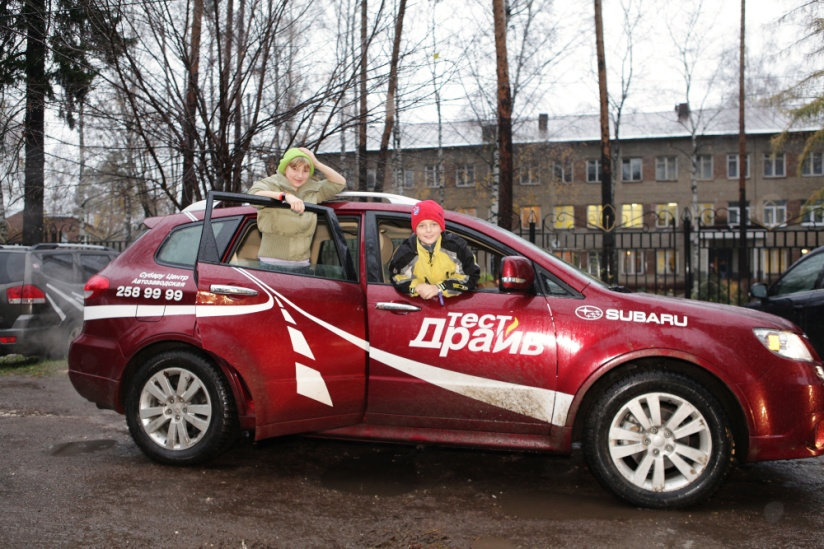 Субару Центр
Автозаводская
258 99 99
тест
Драйв
SUBARU